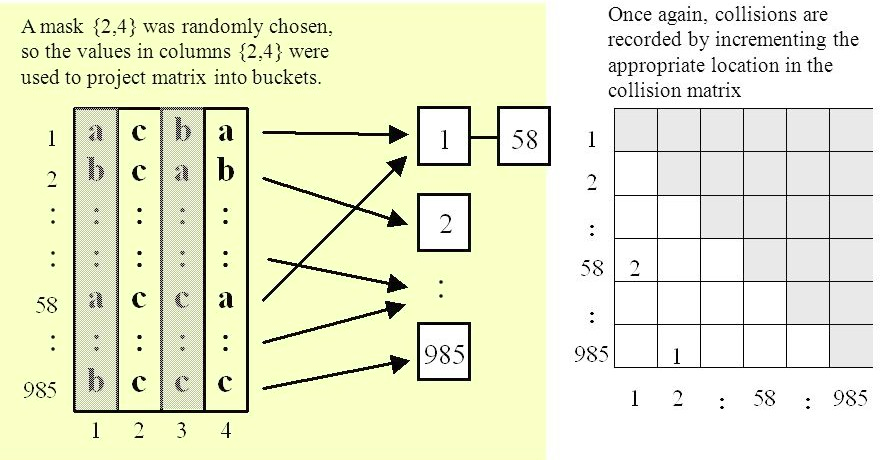 A mask {2,4} was randomly chosen,
so the values in columns {2,4} were
used to project matrix into buckets.
1 a c b a
2 b c a b
: : : : :
: : : : :
58 a c c a
: : : : :
985 b c c c
1 2 3 4
1 58
2
:
985
Once again, collisions are
recorded by incrementing the
appropriate location in the
collision matrix
1
2
:
58 2
:
985 1
1 2 : 58 : 985